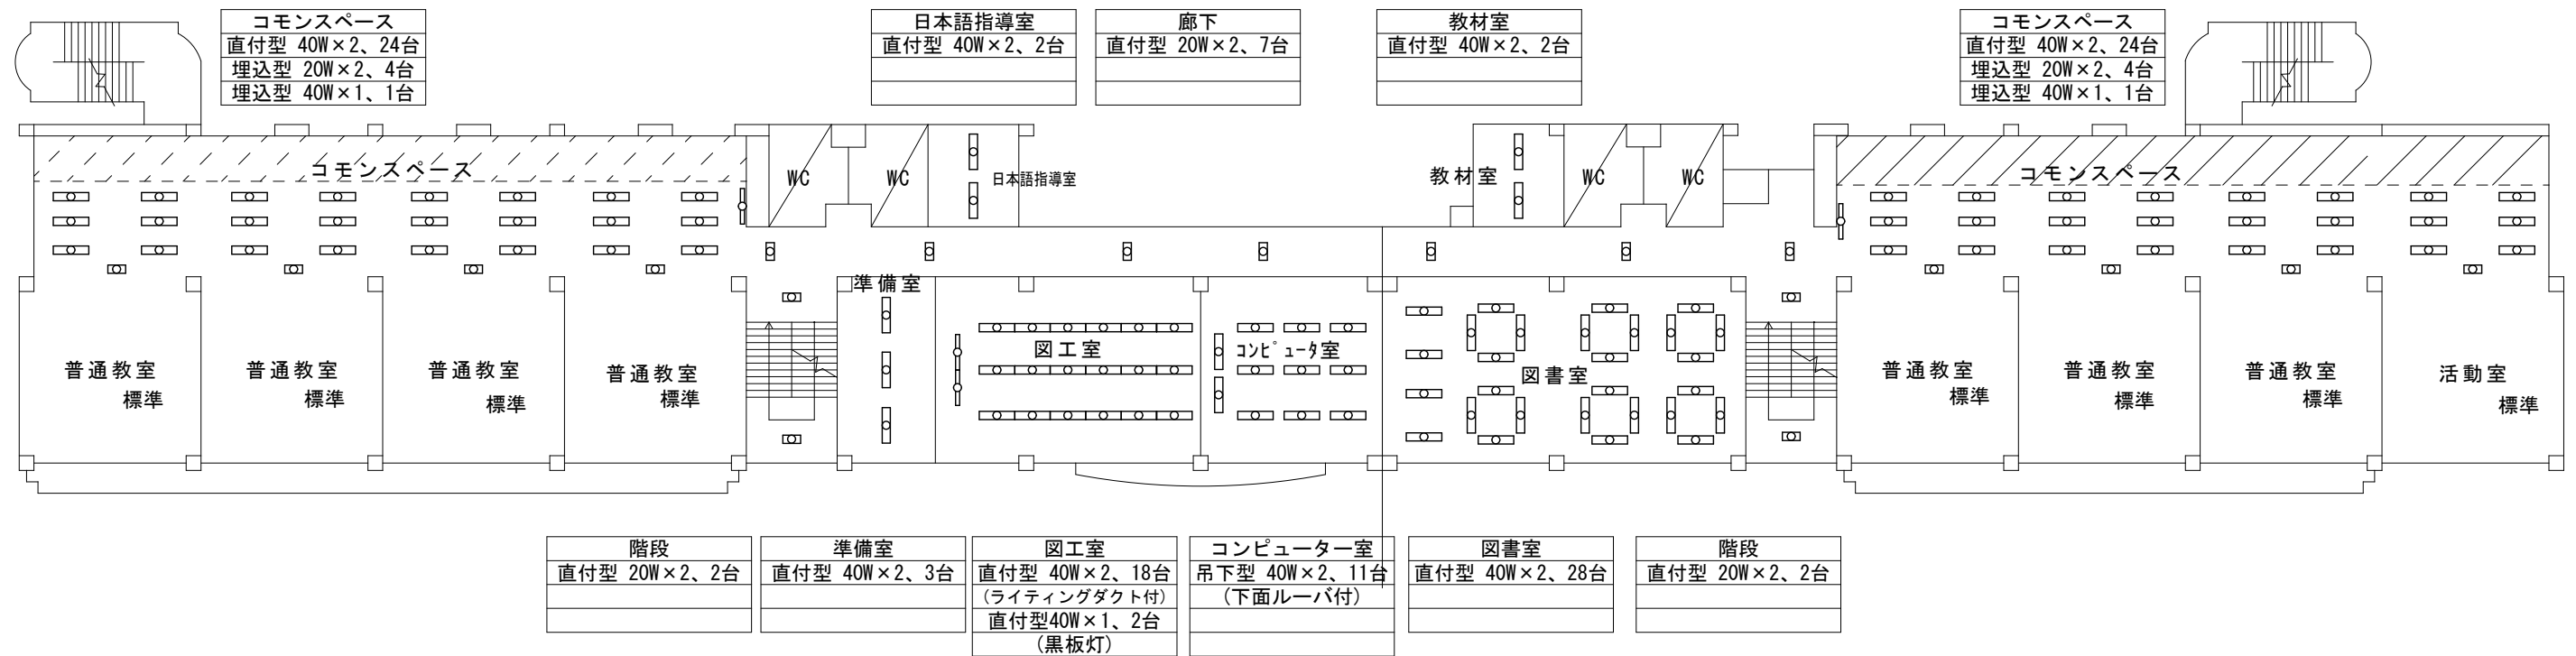 コモンスペース
直付型 40W×2、24台
埋込型 20W×2、4台
埋込型 40W×1、1台
日本語指導室
直付型 40W×2、2台
廊下
直付型 20W×2、7台
教材室
直付型 40W×2、2台
コモンスペース
直付型 40W×2、24台
埋込型 20W×2、4台
埋込型 40W×1、1台
コモンスペース
WC
WC
日本語指導室
教材室
WC
WC
コモンスペース
準備室
図工室
コンピュータ室
図書室
普通教室
標準
普通教室
標準
普通教室
標準
普通教室
標準
普通教室
標準
普通教室
標準
普通教室
標準
活動室
標準
階段
直付型 20W×2、2台
準備室
直付型 40W×2、3台
図工室
直付型 40W×2、18台
(ライティングダクト付)
直付型40W×1、2台
(黒板灯)
コンピューター室
吊下型 40W×2、11台
(下面ルーバ付)
図書室
直付型 40W×2、28台
階段
直付型 20W×2、2台